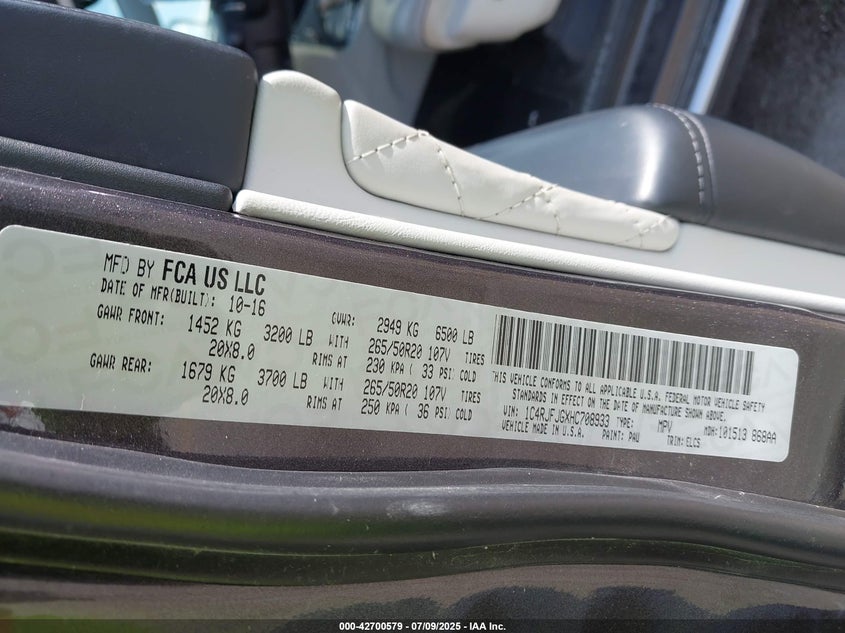 MFD BY FCA US LLC
DATE OF MFR(BUILT): 10-16
GVWR: 2949 KG 6500 LB
GAWR FRONT: 1452 KG 3200 LB WITH 265/50R20 107V TIRES
20X8.0 RIMS AT 230 KPA ( 33 PSI) COLD
GAWR REAR: 1679 KG 3700 LB WITH 265/50R20 107V TIRES
20X8.0 RIMS AT 250 KPA ( 36 PSI) COLD
THIS VEHICLE CONFORMS TO ALL APPLICABLE U.S.A. FEDERAL MOTOR VEHICLE SAFETY
STANDARDS IN EFFECT ON THE DATE OF MANUFACTURE SHOWN ABOVE.
VIN: 1C4RJFJGXHC708933 TYPE: MPV MDH:101513 868AA
VEHICLE MADE IN U.S.A. PAINT: PAU TRIM: ELCS
000-42700579 / 07/09/2025 - IAA Inc.